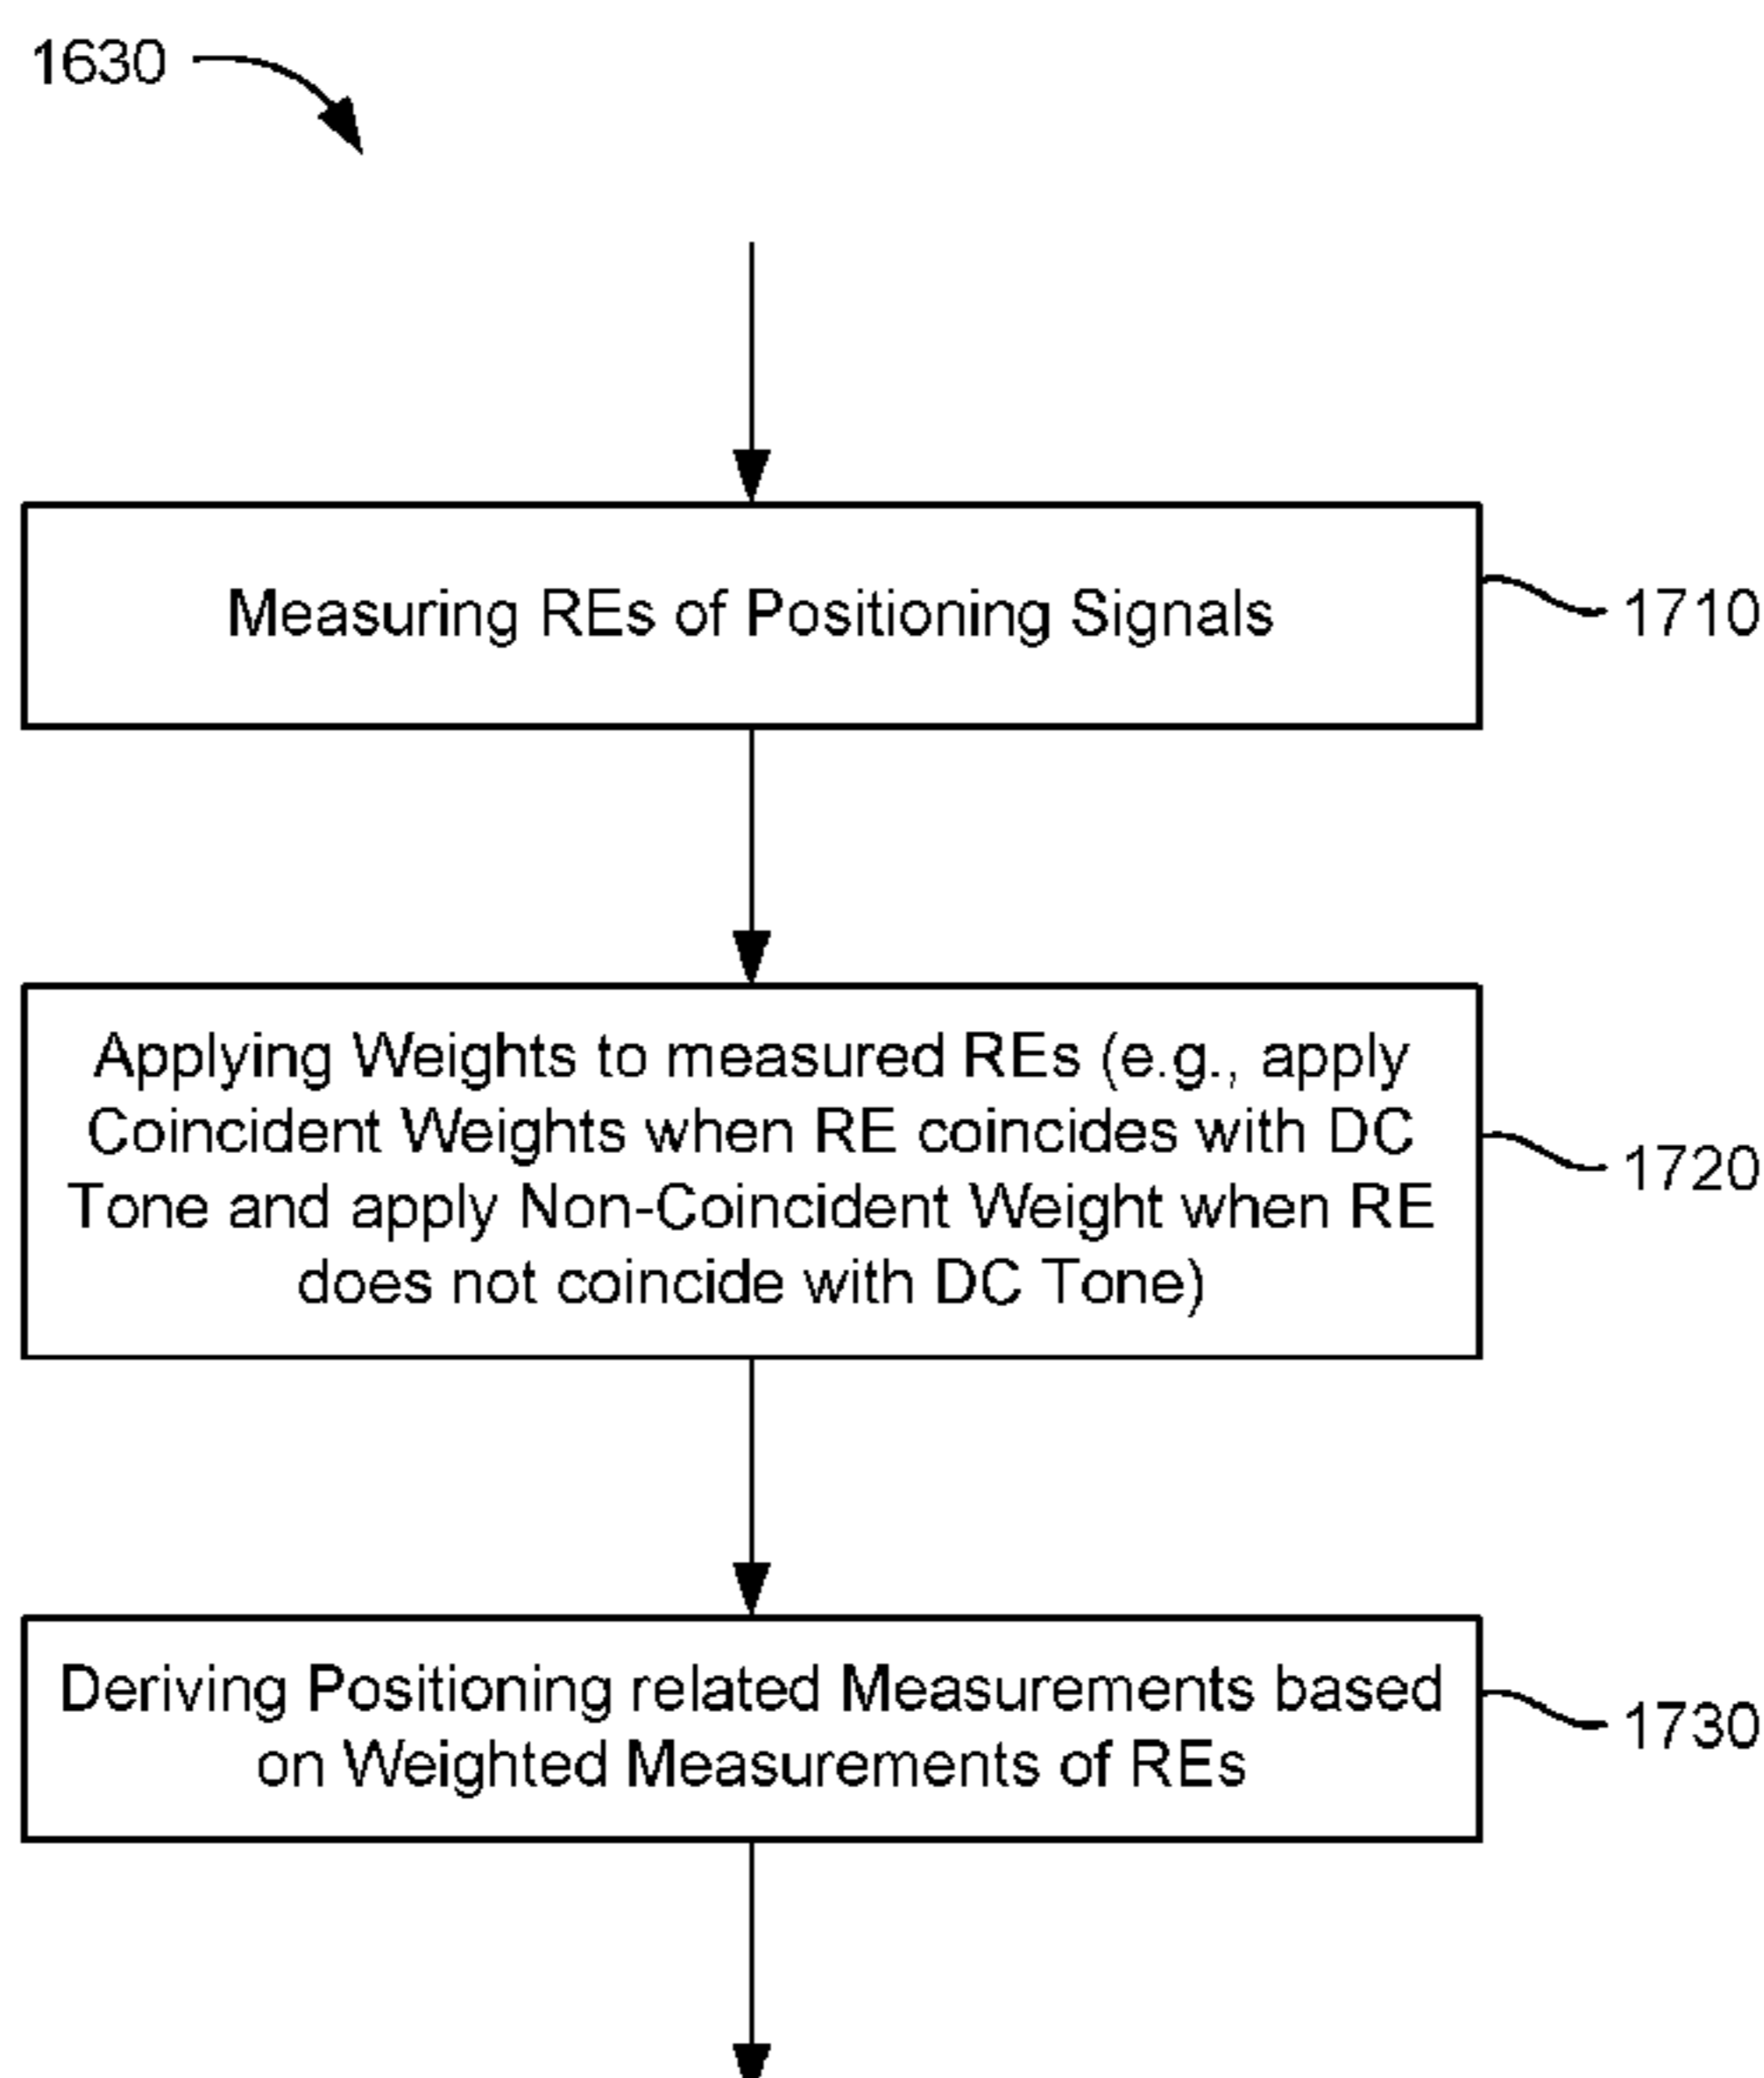 1630
Measuring REs of Positioning Signals
1710
Applying Weights to measured REs (e.g., apply
Coincident Weights when RE coincides with DC
Tone and apply Non-Coincident Weight when RE
does not coincide with DC Tone)
1720
Deriving Positioning related Measurements based
on Weighted Measurements of REs
1730